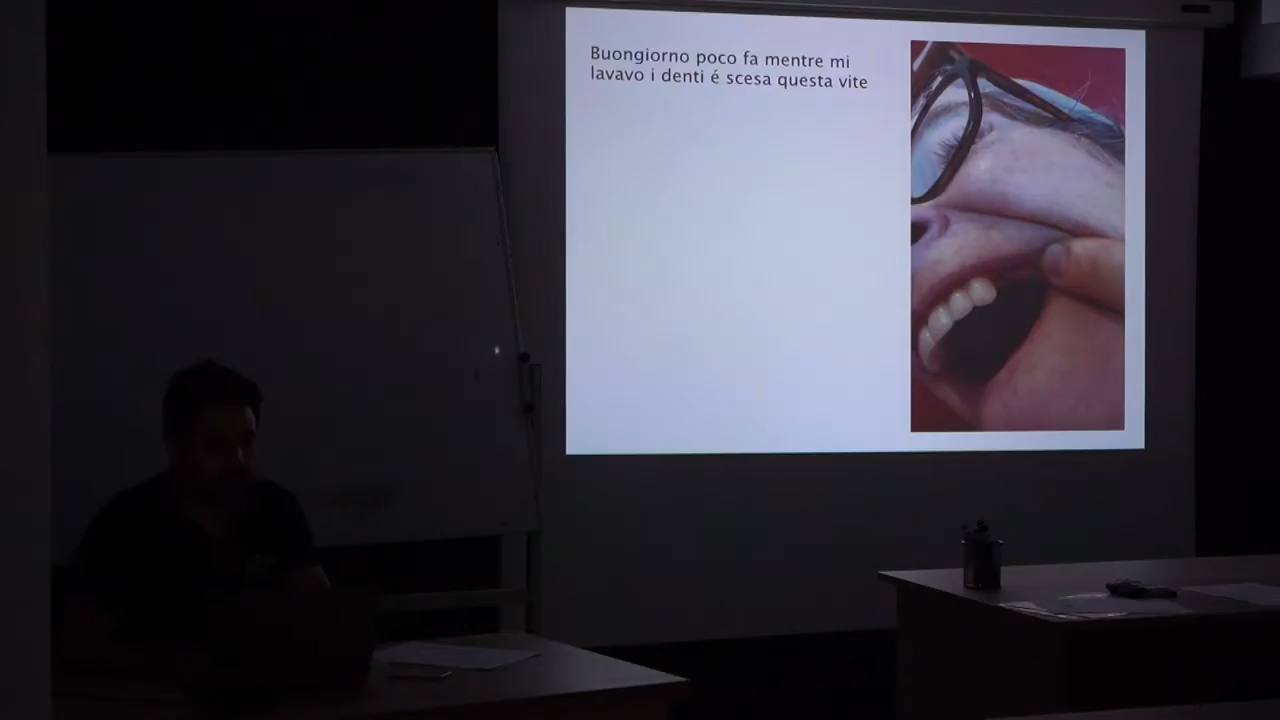 Buongiorno poco fa mentre mi
lavavo i denti é scesa questa vite